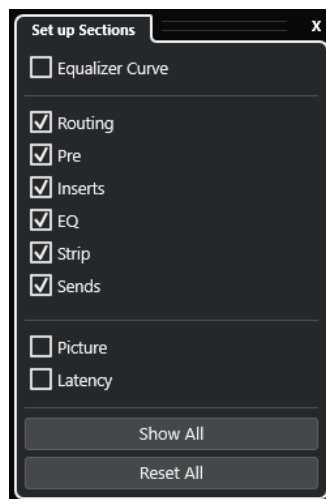 Set up Sections X
Equalizer Curve
Routing
Pre
Inserts
EQ
Strip
Sends
Picture
Latency
Show All
Reset All